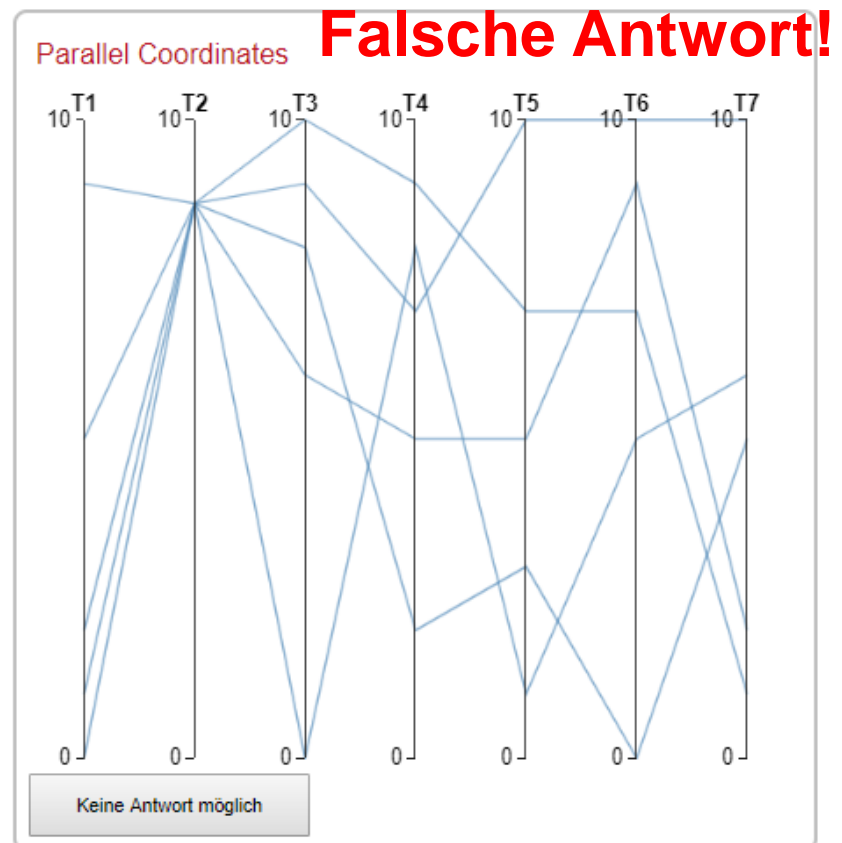 Falsche Antwort!
Parallel Coordinates
T1 T2 T3 T4 T5 T6 T7
10 10 10 10 10 10 10
0 0 0 0 0 0 0
Keine Antwort möglich